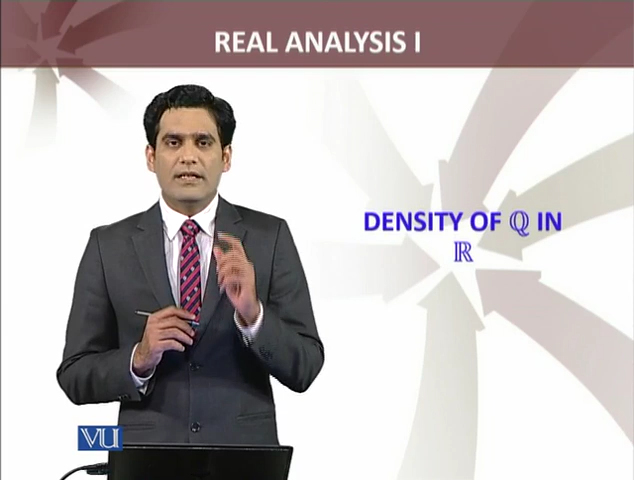 REAL ANALYSIS I
DENSITY OF ℚ IN
ℝ
VU